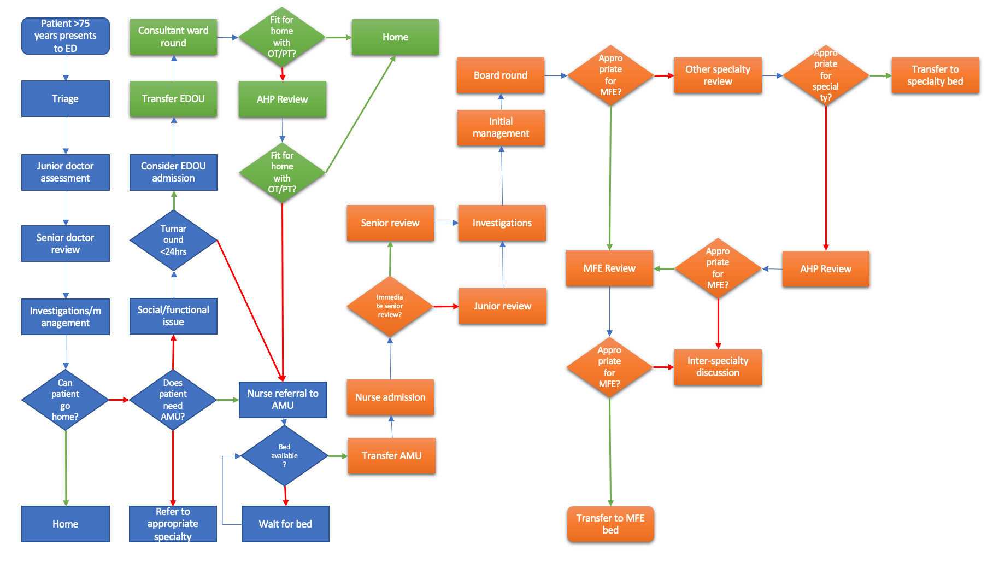 Patient >75
years presents
to ED
Triage
Junior doctor
assessment
Senior doctor
review
Investigations/m
anagement
Can
patient
go
home?
Home
Consultant ward
round
Transfer EDOU
Consider EDOU
admission
Turnar
ound
<24hrs
Social/functional
issue
Does
patient
need
AMU?
Refer to
appropriate
specialty
Fit for
home
with
OT/PT?
AHP Review
Fit for
home
with
OT/PT?
Nurse referral to
AMU
Bed
available
?
Wait for bed
Home
Senior review
Immedia
te senior
review?
Nurse admission
Transfer AMU
Board round
Initial
management
Investigations
Junior review
Appro
priate
for
MFE?
MFE Review
Appro
priate
for
MFE?
Transfer to MFE
bed
Other specialty
review
Appro
priate
for
MFE?
Inter-specialty
discussion
Appro
priate
for
special
ty?
AHP Review
Transfer to
specialty bed